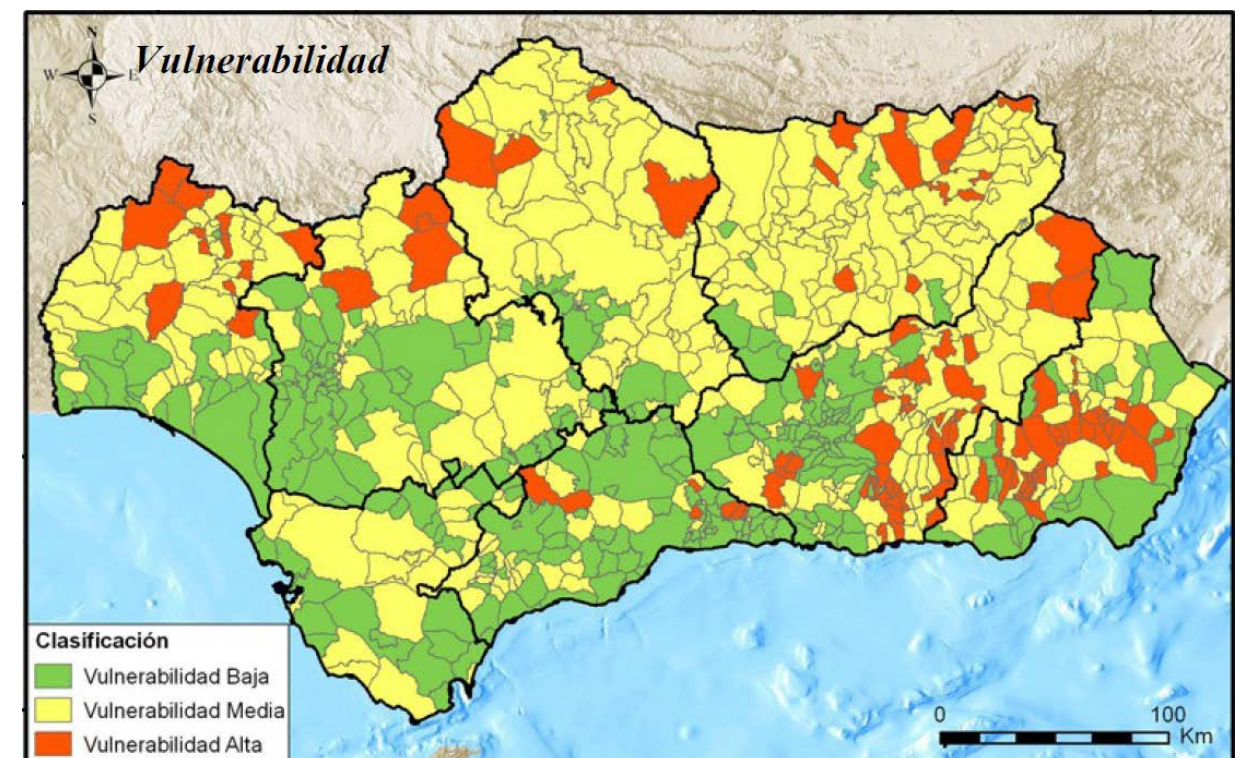 N
W E
S
Vulnerabilidad
Clasificación
Vulnerabilidad Baja
Vulnerabilidad Media
Vulnerabilidad Alta
0 100
Km